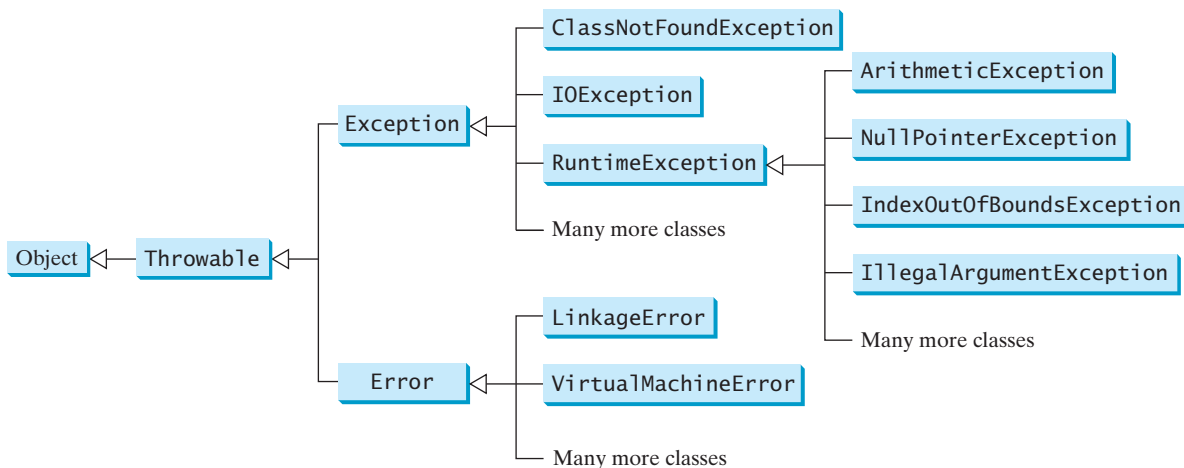 ClassNotFoundException
ArithmeticException
IOException
Exception
NullPointerException
RuntimeException
IndexOutOfBoundsException
Many more classes
Object
Throwable
IllegalArgumentException
LinkageError
Many more classes
Error
VirtualMachineError
Many more classes